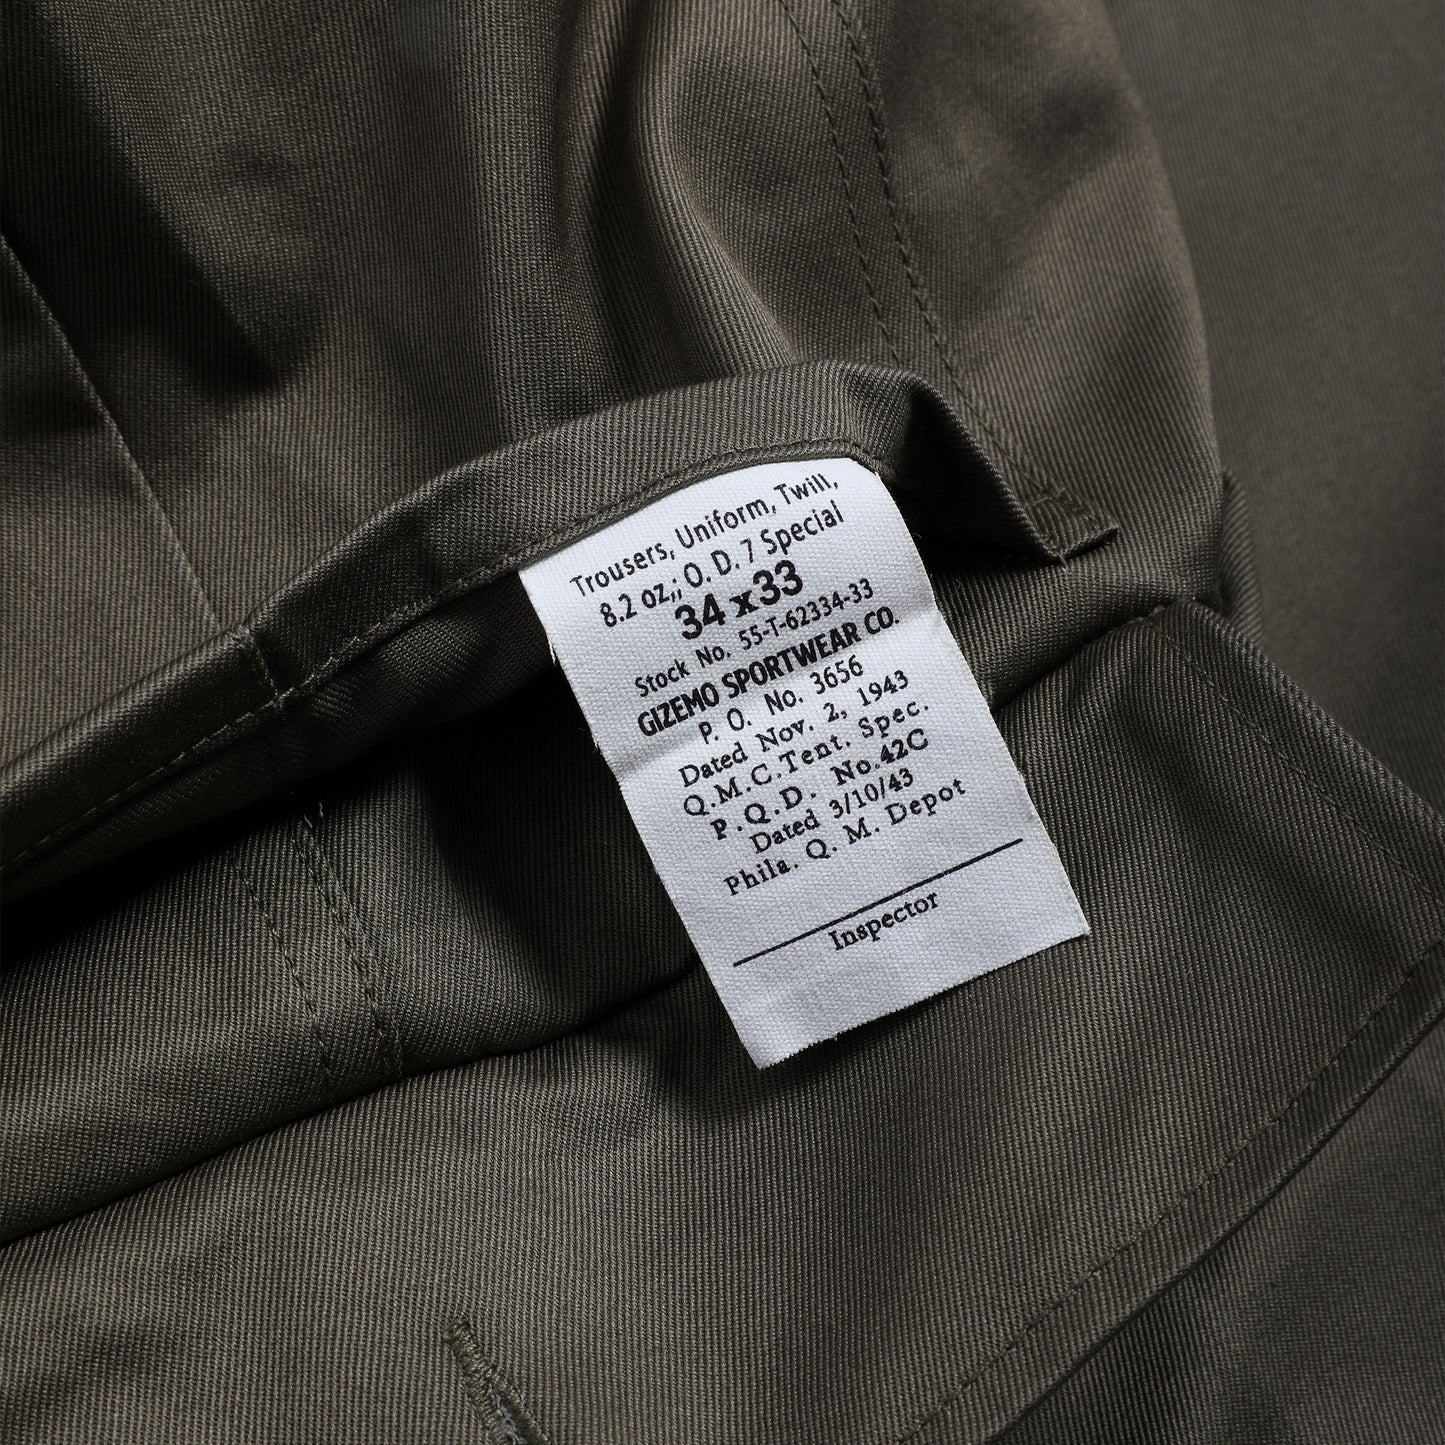 Trousers, Uniform, Twill,
8.2 oz,; O. D. 7 Special
34 x 33
Stock No. 55-T-62334-33
GIZEMO SPORTWEAR CO.
P. O. No. 3656
Dated Nov. 2, 1943
Q.M.C.Tent. Spec.
P.Q.D. No.42C
Dated 3/10/43
Phila. Q. M. Depot
Inspector